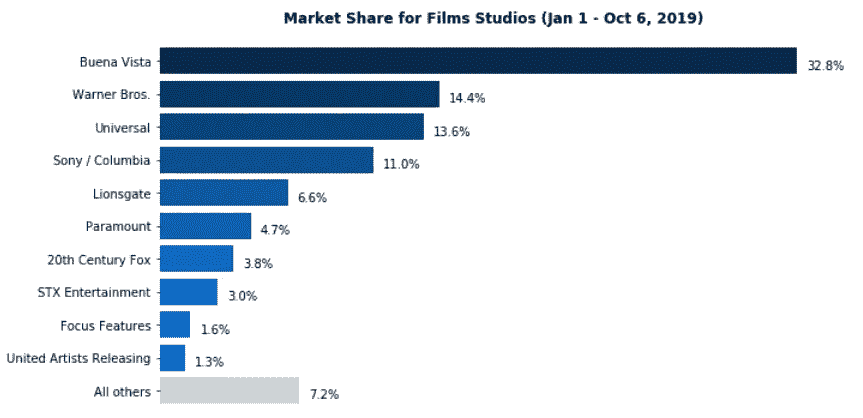 Market Share for Films Studios (Jan 1 - Oct 6, 2019)
Buena Vista 32.8%
Warner Bros. 14.4%
Universal 13.6%
Sony / Columbia 11.0%
Lionsgate 6.6%
Paramount 4.7%
20th Century Fox 3.8%
STX Entertainment 3.0%
Focus Features 1.6%
United Artists Releasing 1.3%
All others 7.2%